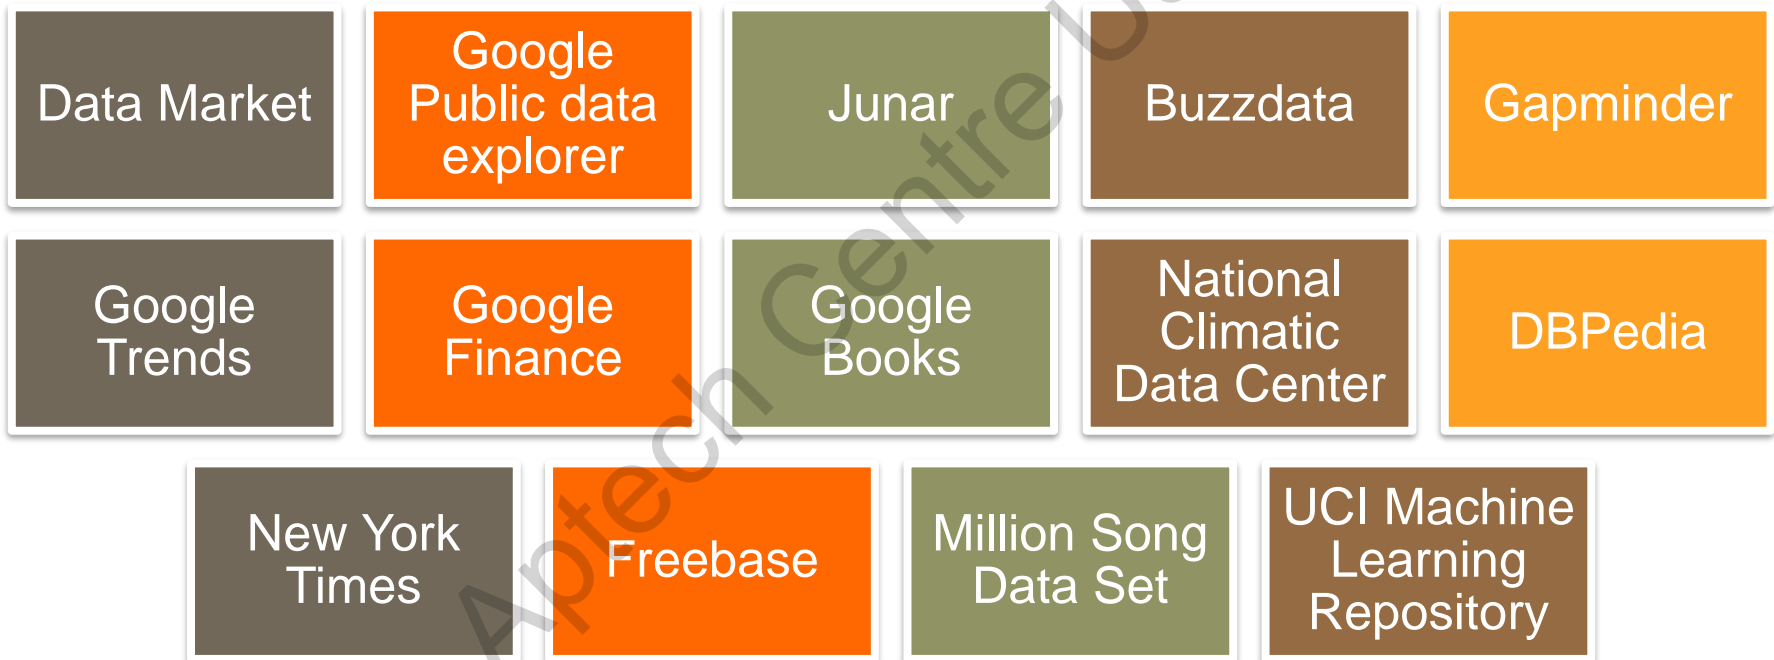 Data Market
Google
Public data
explorer
Junar
Buzzdata
Gapminder
Google
Trends
Google
Finance
Google
Books
National
Climatic
Data Center
DBPedia
New York
Times
Freebase
Million Song
Data Set
UCI Machine
Learning
Repository
Aptech Centre